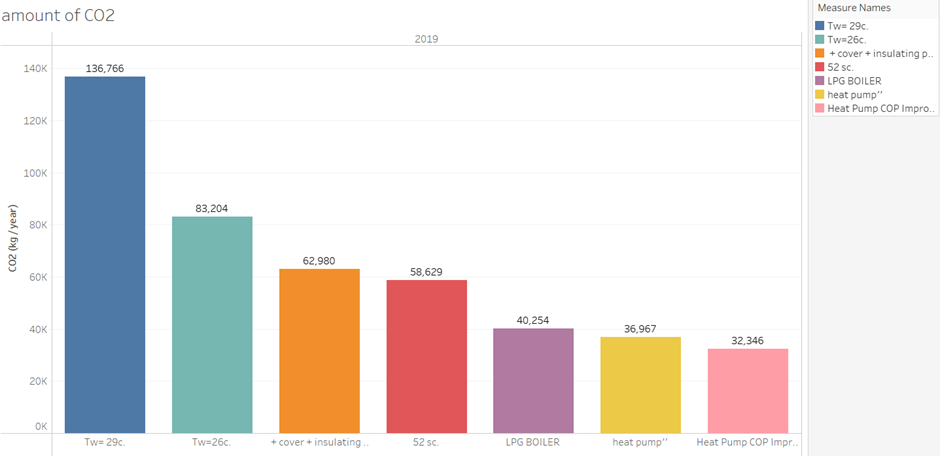 amount of CO2
2019
Measure Names
Tw= 29c.
Tw=26c.
+ cover + insulating p..
52 sc.
LPG BOILER
heat pump‘’
Heat Pump COP Impro..
CO2 (kg / year)
140K
120K
100K
80K
60K
40K
20K
0K
136,766
83,204
62,980
58,629
40,254
36,967
32,346
Tw= 29c.
Tw=26c.
+ cover + insulating ..
52 sc.
LPG BOILER
heat pump‘’
Heat Pump COP Impr..